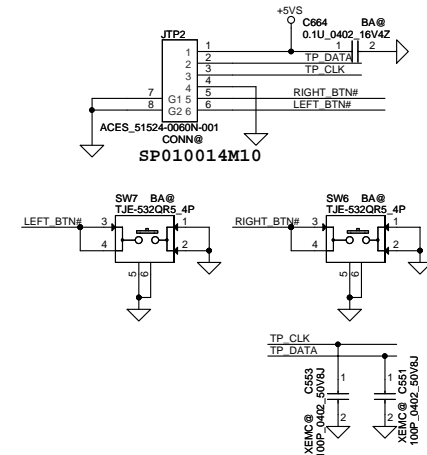 +5VS
C664 BA@
0.1U_0402_16V4Z
JTP2
1 2
1
2
3
4
5
6
1
2
3
4
G1 5
G2 6
7
8
TP_DATA
TP_CLK
RIGHT_BTN#
LEFT_BTN#
ACES_51524-0060N-001
CONN@
SP010014M10
SW7 BA@
TJE-532QR5_4P
LEFT_BTN# 3 1
4 2
5 6
SW6 BA@
TJE-532QR5_4P
RIGHT_BTN# 3 1
4 2
5 6
TP_CLK
TP_DATA
XEMC@ C553
100P_0402_50V8J
1
2
XEMC@ C551
100P_0402_50V8J
1
2